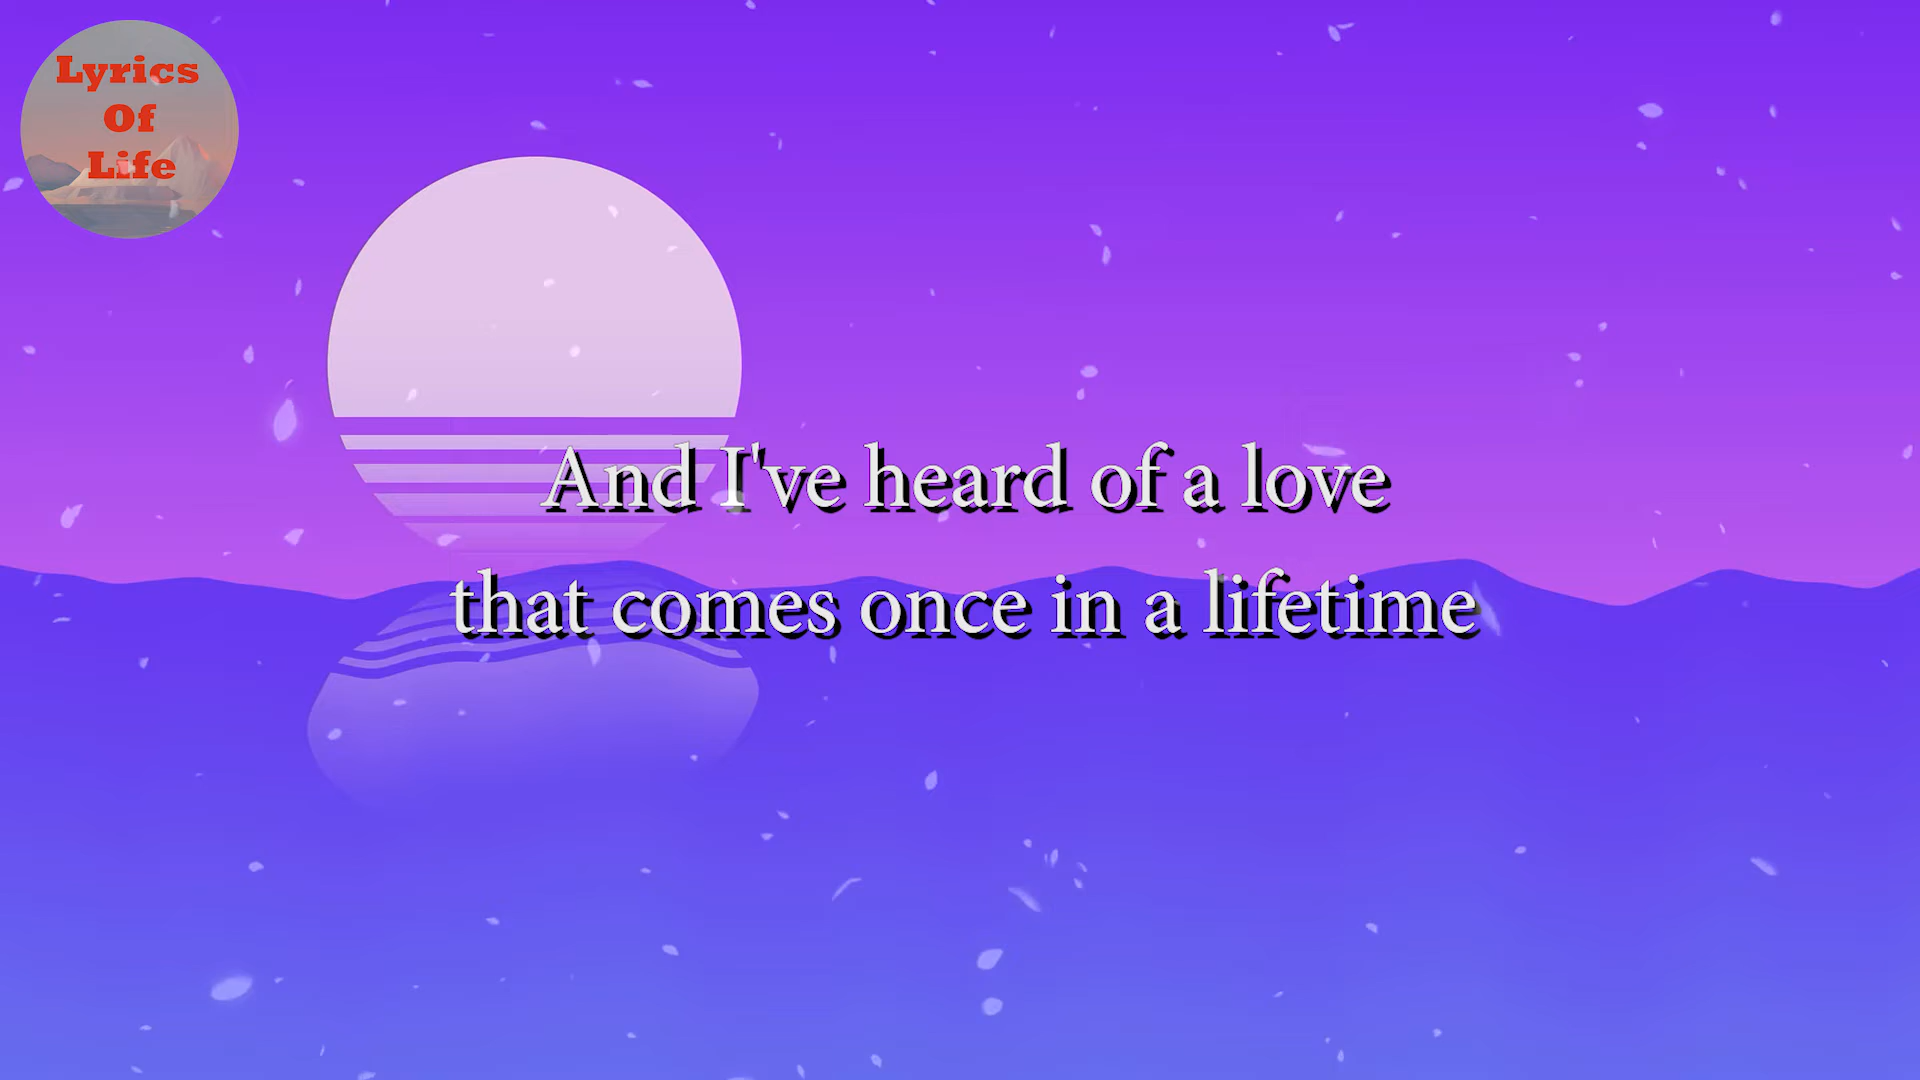 Lyrics
Of
Life
And I've heard of a love
that comes once in a lifetime